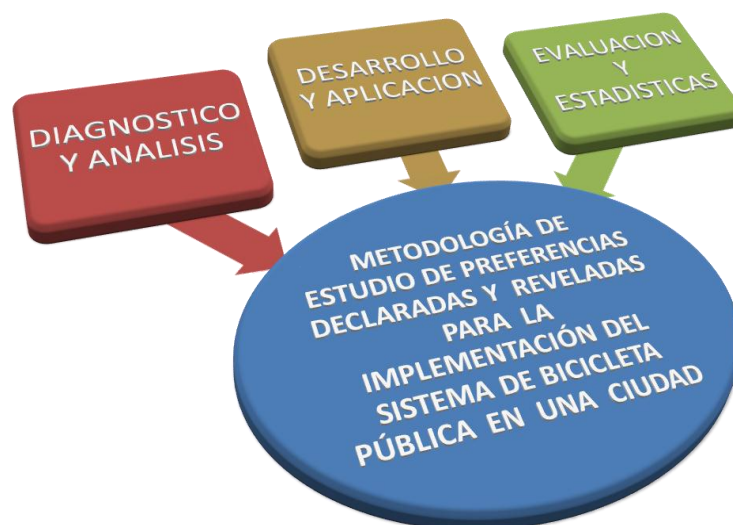 DIAGNOSTICO
Y ANALISIS
DESARROLLO
Y APLICACION
EVALUACION
Y
ESTADISTICAS
METODOLOGÍA DE
ESTUDIO DE PREFERENCIAS
DECLARADAS Y REVELADAS
PARA LA
IMPLEMENTACIÓN DEL
SISTEMA DE BICICLETA
PÚBLICA EN UNA CIUDAD